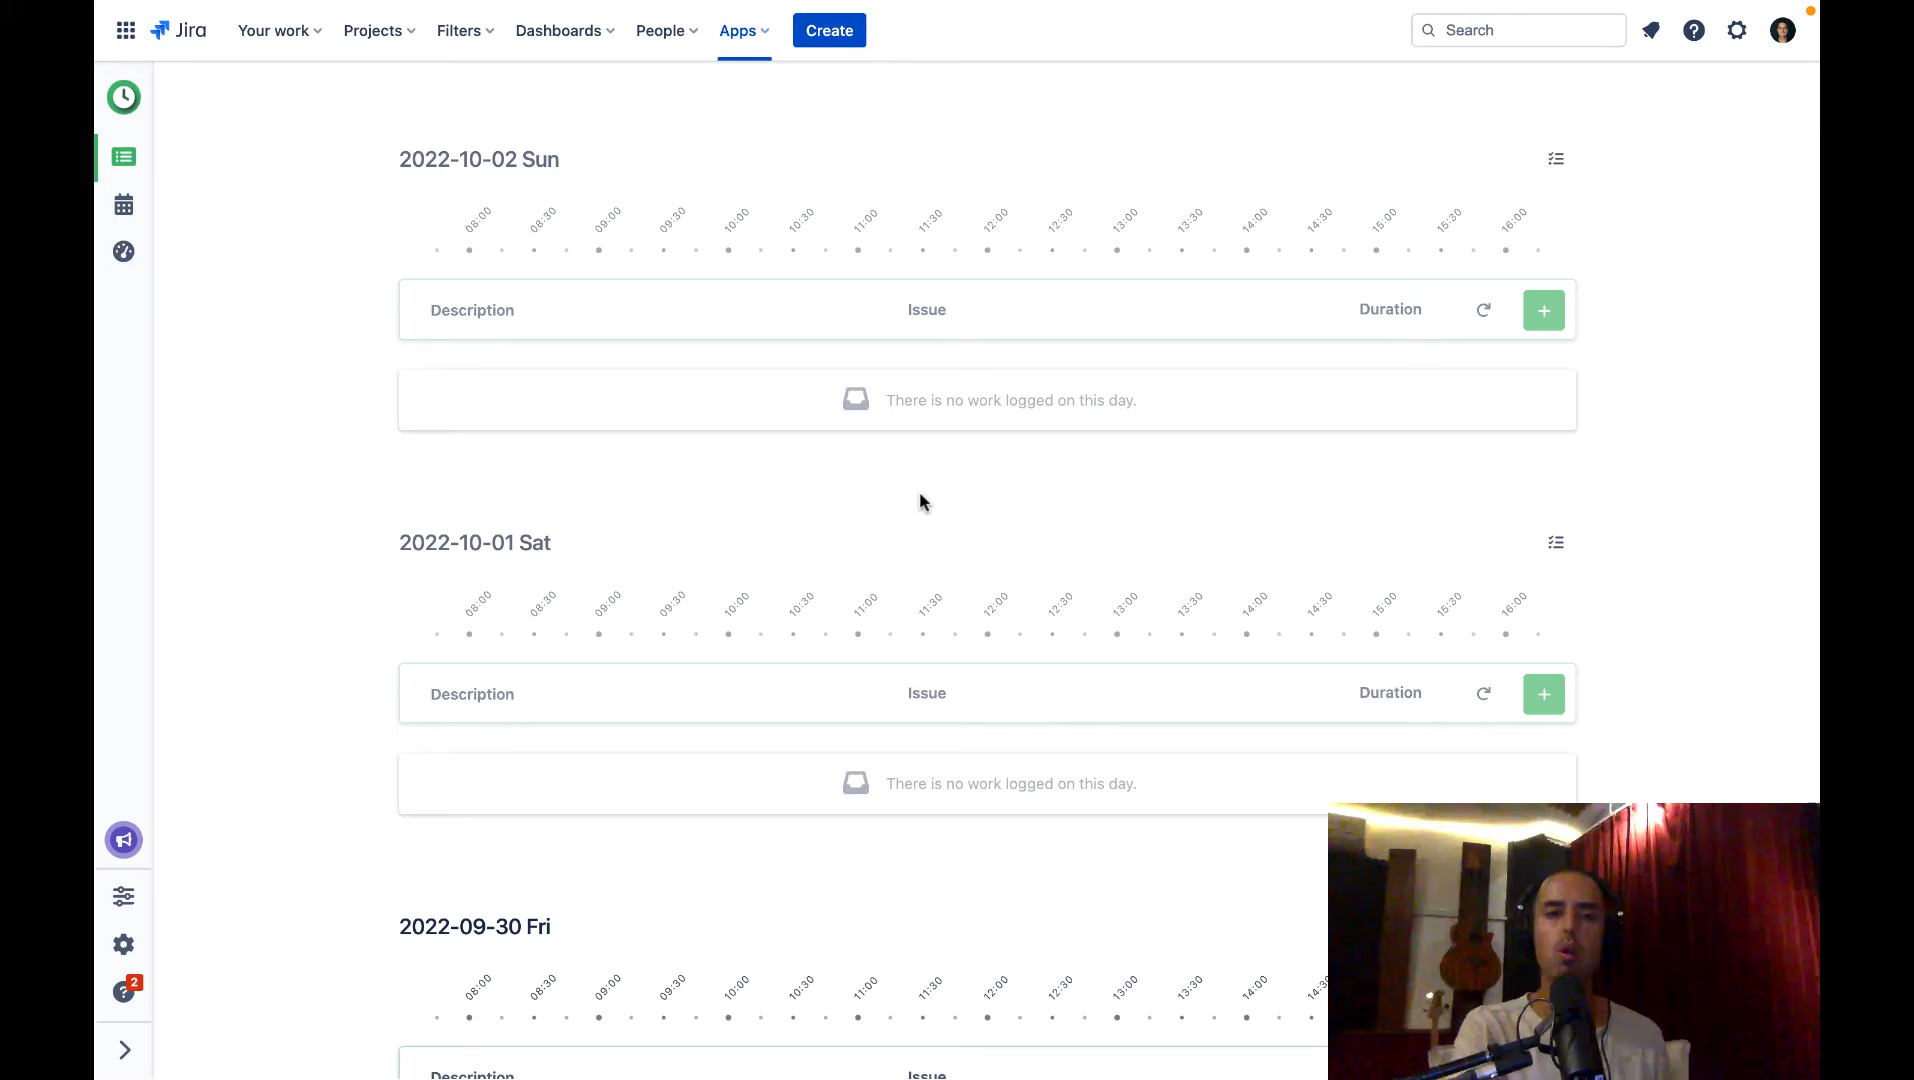 Jira Your work Projects Filters Dashboards People Apps Create Search
2022-10-02 Sun
08:00 08:30 09:00 09:30 10:00 10:30 11:00 11:30 12:00 12:30 13:00 13:30 14:00 14:30 15:00 15:30 16:00
Description Issue Duration +
There is no work logged on this day.
2022-10-01 Sat
08:00 08:30 09:00 09:30 10:00 10:30 11:00 11:30 12:00 12:30 13:00 13:30 14:00 14:30 15:00 15:30 16:00
Description Issue Duration +
There is no work logged on this day.
2022-09-30 Fri
08:00 08:30 09:00 09:30 10:00 10:30 11:00 11:30 12:00 12:30 13:00 13:30 14:00 14:3
2
Description Issue